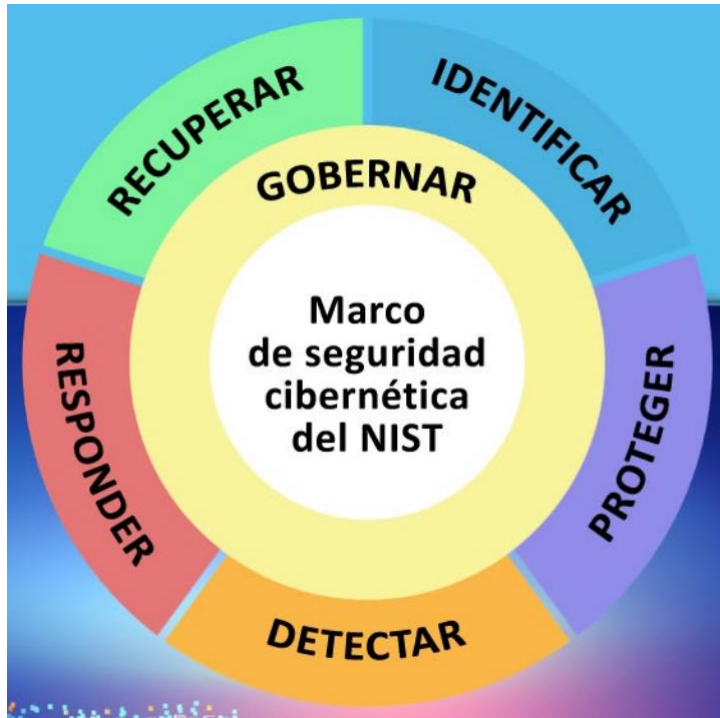 RECUPERAR
IDENTIFICAR
GOBERNAR
Marco
de seguridad
cibernética
del NIST
RESPONDER
PROTEGER
DETECTAR